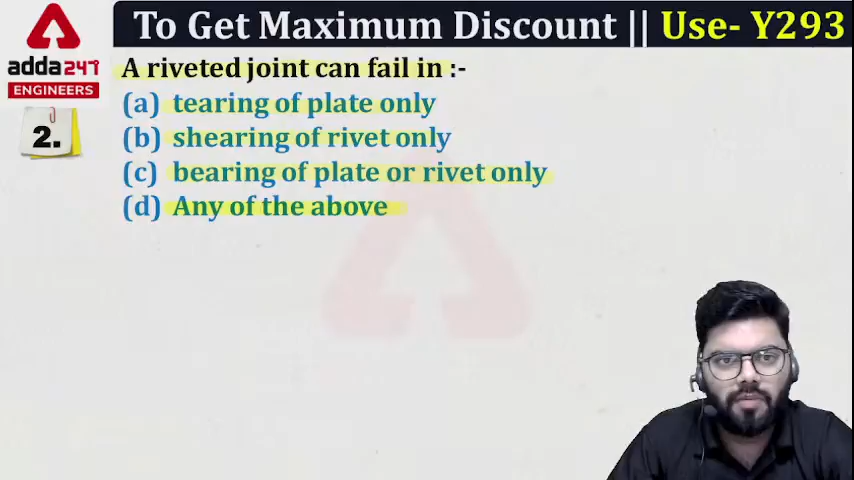 To Get Maximum Discount || Use- Y293
adda247
ENGINEERS
2.
A riveted joint can fail in :-
(a) tearing of plate only
(b) shearing of rivet only
(c) bearing of plate or rivet only
(d) Any of the above